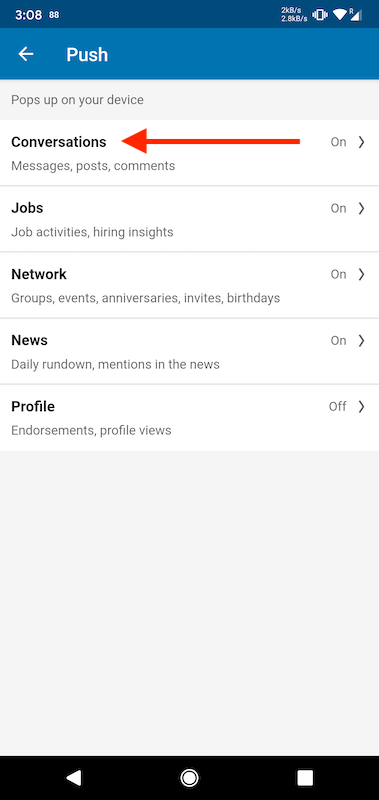 3:08 88 2kB/s R
2.8kB/s
Push
Pops up on your device
Conversations On
Messages, posts, comments
Jobs On
Job activities, hiring insights
Network On
Groups, events, anniversaries, invites, birthdays
News On
Daily rundown, mentions in the news
Profile Off
Endorsements, profile views